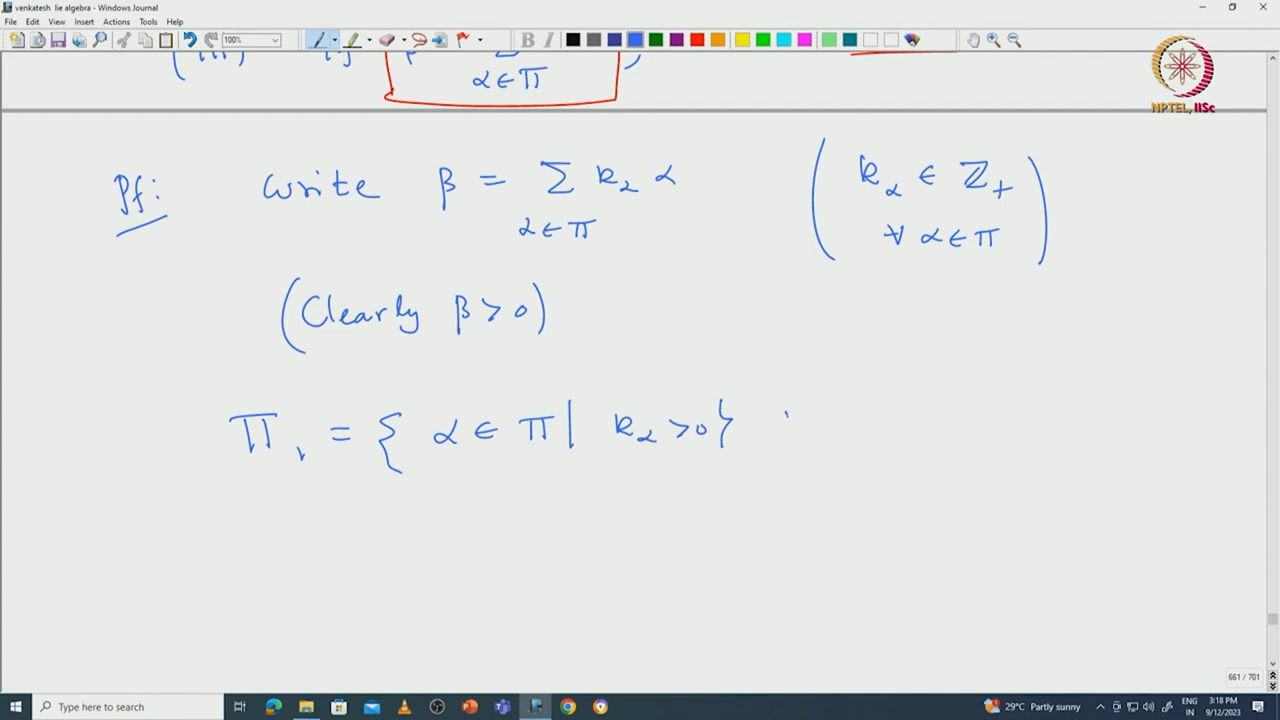 venkatesh lie algebra - Windows Journal
File Edit View Insert Actions Tools Help
100%
B I
α ∈ Π
NPTEL, IISc
Pf: Write β = Σ k_α α ( k_α ∈ ℤ_+
α ∈ Π ∀ α ∈ Π )
(Clearly β > 0)
Π_1 = { α ∈ Π | k_α > 0 }
661 / 701
Type here to search
29°C Partly sunny
ENG
IN
3:18 PM
9/12/2023